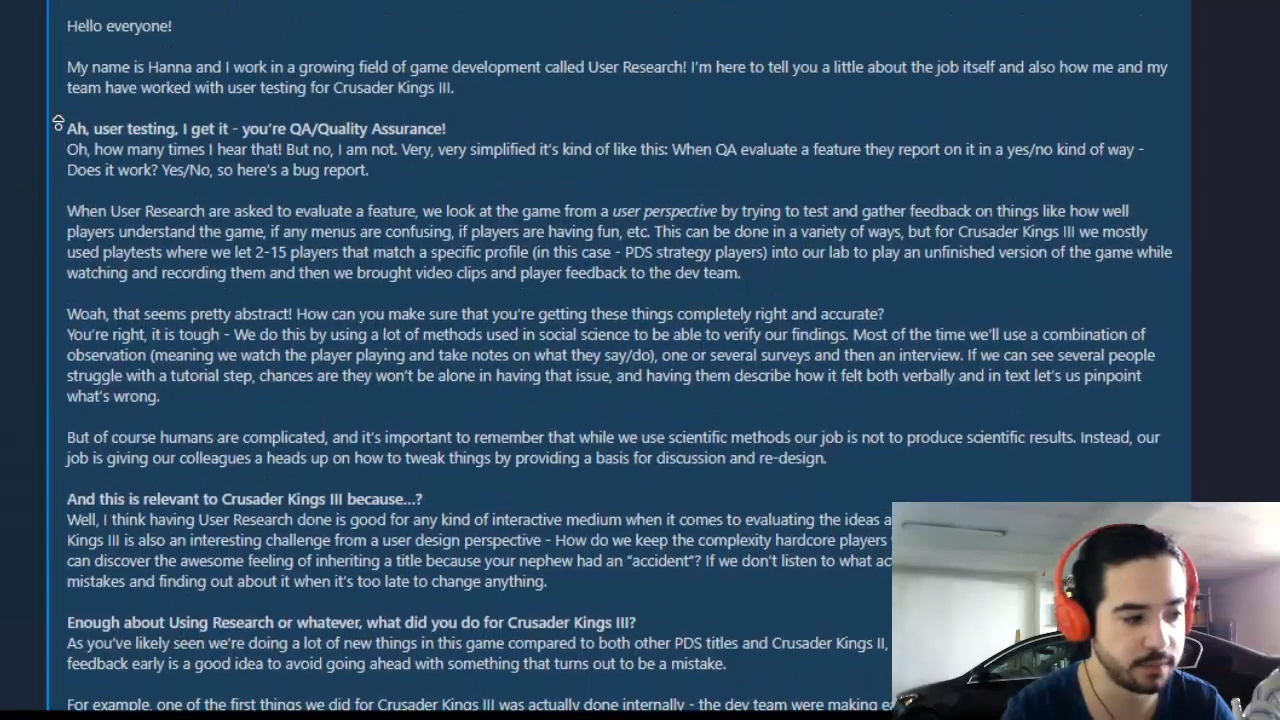 Hello everyone!
My name is Hanna and I work in a growing field of game development called User Research! I'm here to tell you a little about the job itself and also how me and my
team have worked with user testing for Crusader Kings III.
Ah, user testing, I get it - you're QA/Quality Assurance!
Oh, how many times I hear that! But no, I am not. Very, very simplified it's kind of like this: When QA evaluate a feature they report on it in a yes/no kind of way -
Does it work? Yes/No, so here's a bug report.
When User Research are asked to evaluate a feature, we look at the game from a user perspective by trying to test and gather feedback on things like how well
players understand the game, if any menus are confusing, if players are having fun, etc. This can be done in a variety of ways, but for Crusader Kings III we mostly
used playtests where we let 2-15 players that match a specific profile (in this case - PDS strategy players) into our lab to play an unfinished version of the game while
watching and recording them and then we brought video clips and player feedback to the dev team.
Woah, that seems pretty abstract! How can you make sure that you're getting these things completely right and accurate?
You're right, it is tough - We do this by using a lot of methods used in social science to be able to verify our findings. Most of the time we'll use a combination of
observation (meaning we watch the player playing and take notes on what they say/do), one or several surveys and then an interview. If we can see several people
struggle with a tutorial step, chances are they won't be alone in having that issue, and having them describe how it felt both verbally and in text let's us pinpoint
what's wrong.
But of course humans are complicated, and it's important to remember that while we use scientific methods our job is not to produce scientific results. Instead, our
job is giving our colleagues a heads up on how to tweak things by providing a basis for discussion and re-design.
And this is relevant to Crusader Kings III because...?
Well, I think having User Research done is good for any kind of interactive medium when it comes to evaluating the ideas a
Kings III is also an interesting challenge from a user design perspective - How do we keep the complexity hardcore players
can discover the awesome feeling of inheriting a title because your nephew had an "accident"? If we don't listen to what ac
mistakes and finding out about it when it's too late to change anything.
Enough about Using Research or whatever, what did you do for Crusader Kings III?
As you've likely seen we're doing a lot of new things in this game compared to both other PDS titles and Crusader Kings II,
feedback early is a good idea to avoid going ahead with something that turns out to be a mistake.
For example, one of the first things we did for Crusader Kings III was actually done internally - the dev team were making e